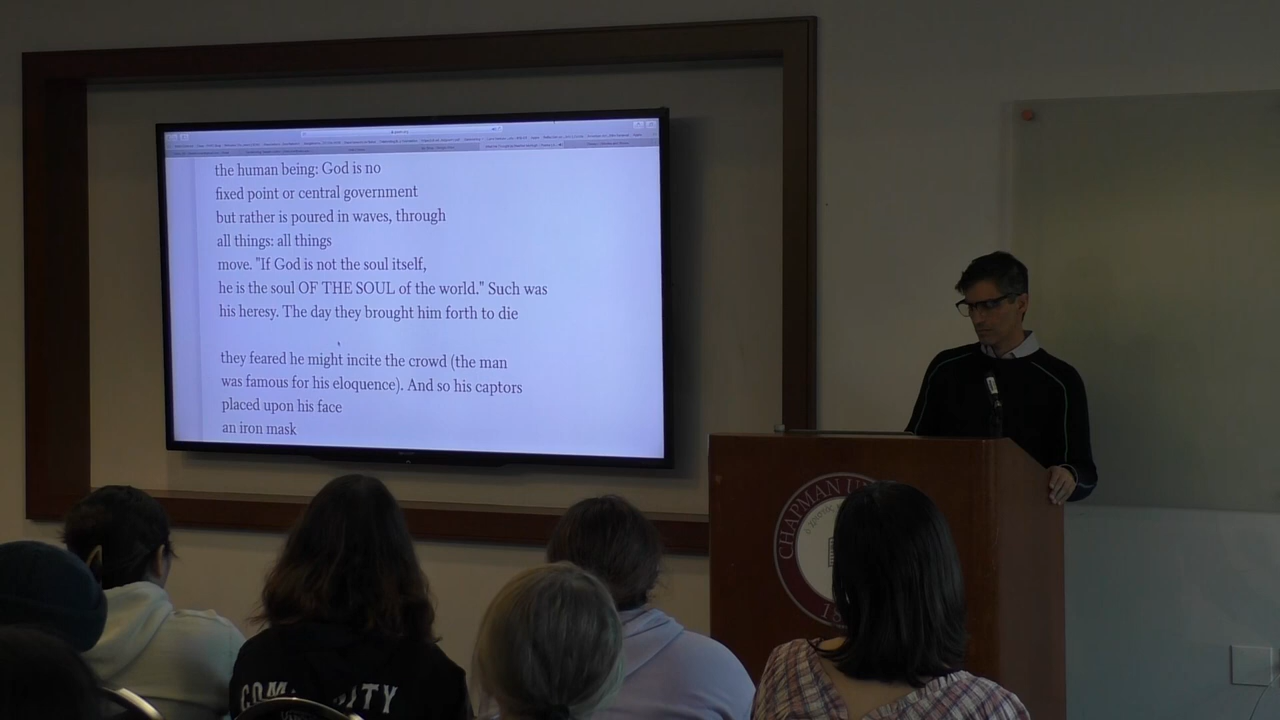 the human being: God is no
fixed point or central government
but rather is poured in waves, through
all things: all things
move. "If God is not the soul itself,
he is the soul OF THE SOUL of the world." Such was
his heresy. The day they brought him forth to die
they feared he might incite the crowd (the man
was famous for his eloquence). And so his captors
placed upon his face
an iron mask
CHAPMAN UNI